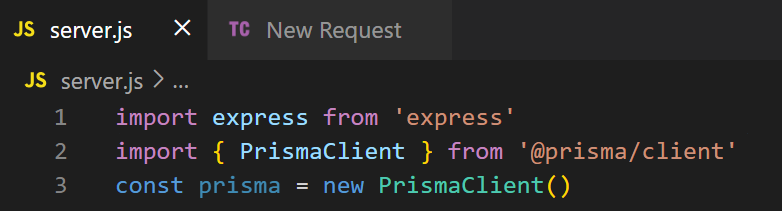 JS server.js ×
TC New Request
JS server.js > ...
1 import express from 'express'
2 import { PrismaClient } from '@prisma/client'
3 const prisma = new PrismaClient()